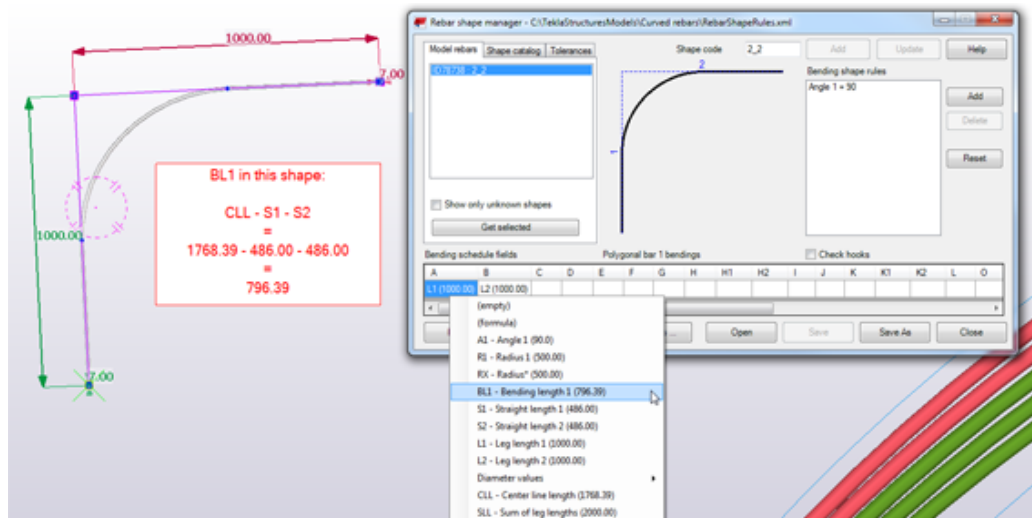 Rebar shape manager - C:\TeklaStructuresModels\Curved rebars\RebarShapeRules.xml
1000.00
7.00
1000.00
7.00
BL1 in this shape:
CLL - S1 - S2
=
1768.39 - 486.00 - 486.00
=
796.39
Model rebars Shape catalog Tolerances
ID78738 - 2_2
Show only unknown shapes
Get selected
Shape code 2_2
Add Update Help
2
1
Bending shape rules
Angle 1 = 90
Add
Delete
Reset
Bending schedule fields Polygonal bar 1 bendings Check hooks
A B C D E F G H H1 H2 I J K K1 K2 L O
L1 (1000.00) L2 (1000.00)
... Open Save Save As Close
(empty)
(formula)
A1 - Angle 1 (90.0)
R1 - Radius 1 (500.00)
RX - Radius* (500.00)
BL1 - Bending length 1 (796.39)
S1 - Straight length 1 (486.00)
S2 - Straight length 2 (486.00)
L1 - Leg length 1 (1000.00)
L2 - Leg length 2 (1000.00)
Diameter values
CLL - Center line length (1768.39)
SLL - Sum of leg lengths (2000.00)